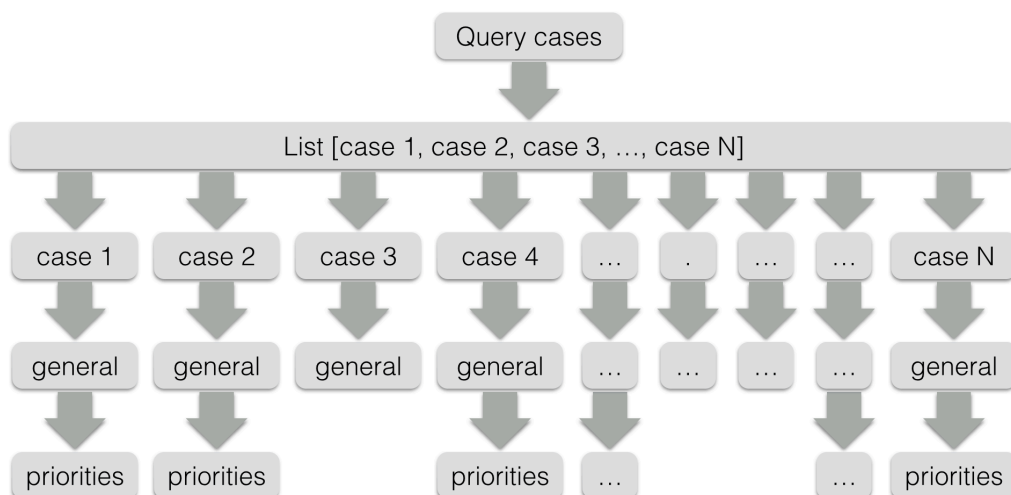 Query cases
List [case 1, case 2, case 3, …, case N]
case 1 case 2 case 3 case 4 … . … … case N
general general general general … … … … general
priorities priorities priorities … … priorities